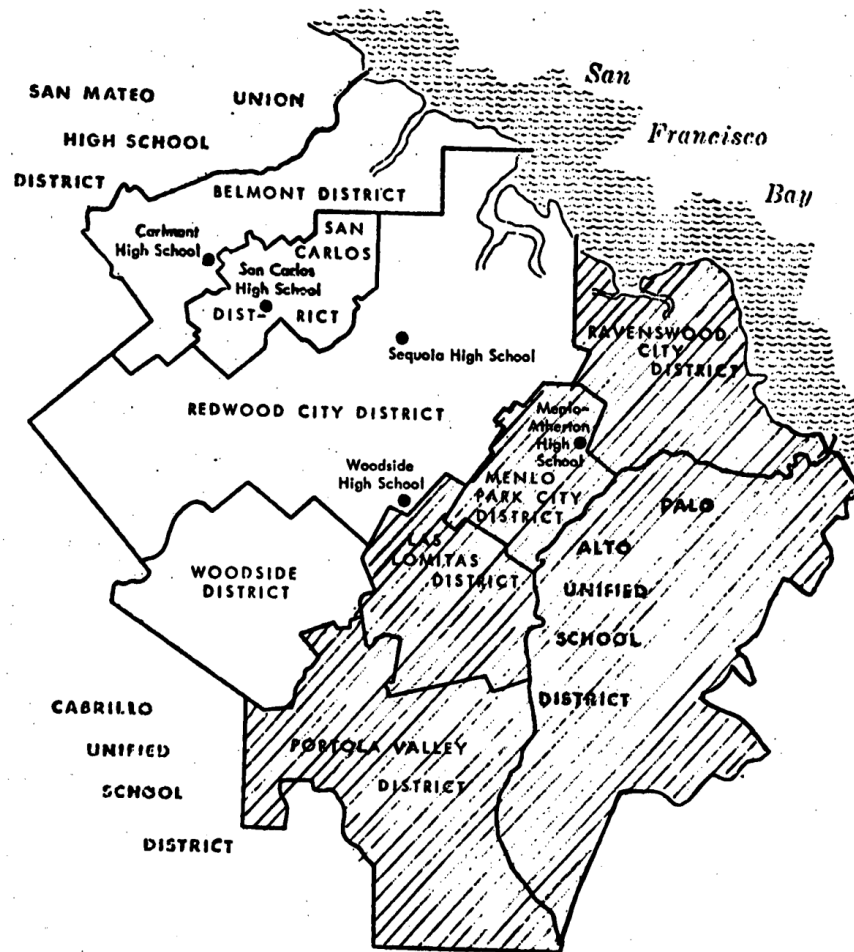 San
Francisco
Bay
SAN MATEO UNION
HIGH SCHOOL
DISTRICT
BELMONT DISTRICT
Carlmont
High School
SAN
CARLOS
San Carlos
High School
DIST- RICT
Sequoia High School
RAVENSWOOD
CITY
DISTRICT
REDWOOD CITY DISTRICT
Menlo-
Atherton
High
School
Woodside
High School
MENLO
PARK CITY
DISTRICT
PALO
ALTO
UNIFIED
SCHOOL
DISTRICT
LAS
LOMITAS
DISTRICT
WOODSIDE
DISTRICT
CABRILLO
UNIFIED
SCHOOL
DISTRICT
PORTOLA VALLEY
DISTRICT